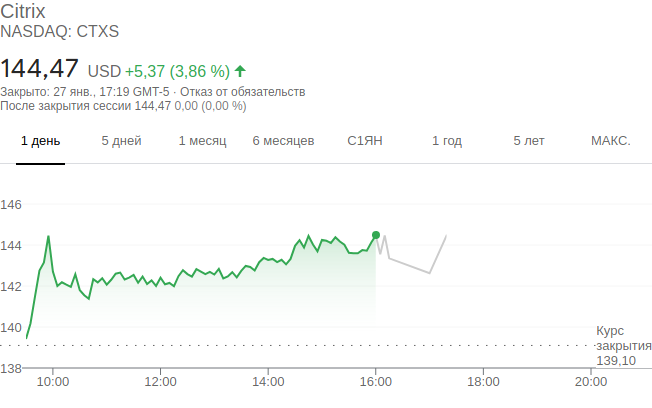 Citrix
NASDAQ: CTXS
144,47 USD +5,37 (3,86 %)
Закрыто: 27 янв., 17:19 GMT-5 · Отказ от обязательств
После закрытия сессии 144,47 0,00 (0,00 %)
1 день 5 дней 1 месяц 6 месяцев С1ЯН 1 год 5 лет МАКС.
146
144
142
140
Курс
закрытия
139,10
138
10:00 12:00 14:00 16:00 18:00 20:00